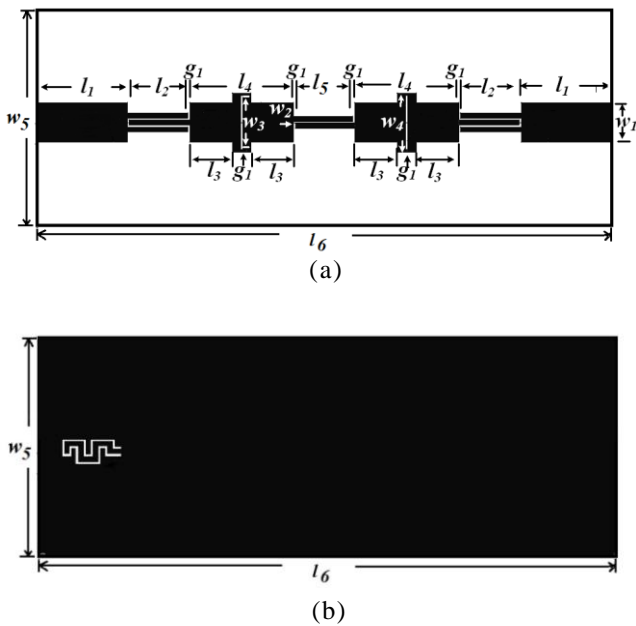 g₁ g₁ g₁ g₁
l₁ l₂ l₄ l₅ l₄ l₂ l₁
w₅ w₃ w₂ w₄ w₁
l₃ g₁ l₃ l₃ g₁ l₃
l₆
(a)
w₅
l₆
(b)